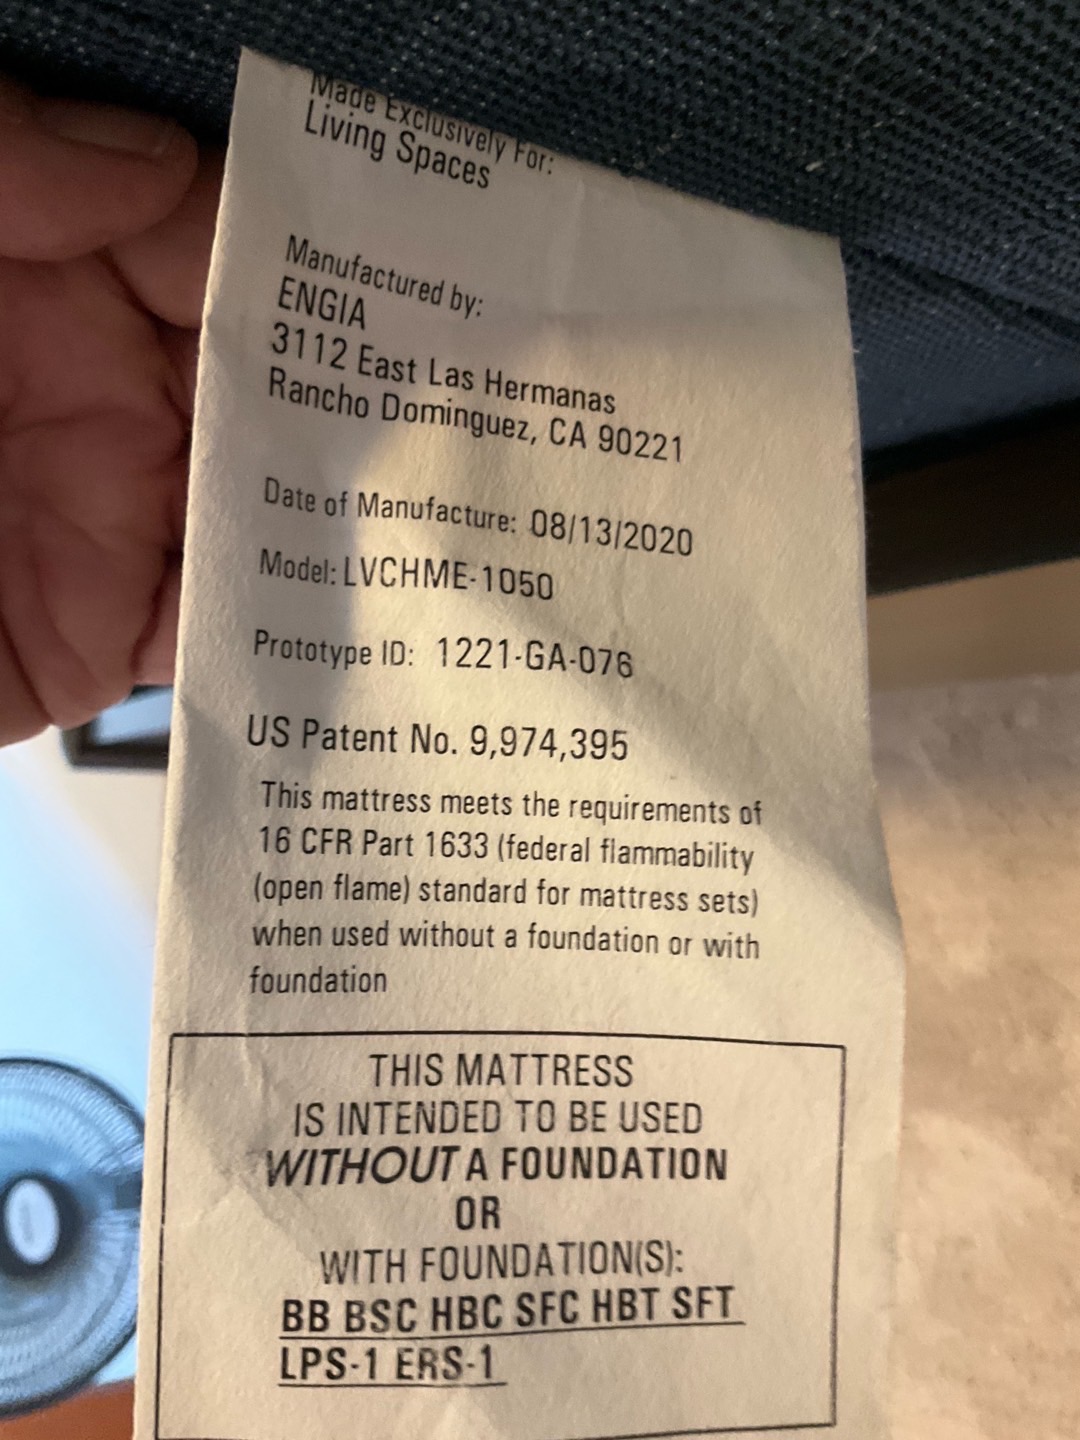 Made Exclusively For:
Living Spaces
Manufactured by:
ENGIA
3112 East Las Hermanas
Rancho Dominguez, CA 90221
Date of Manufacture: 08/13/2020
Model: LVCHME-1050
Prototype ID: 1221-GA-076
US Patent No. 9,974,395
This mattress meets the requirements of
16 CFR Part 1633 (federal flammability
(open flame) standard for mattress sets)
when used without a foundation or with
foundation
THIS MATTRESS
IS INTENDED TO BE USED
WITHOUT A FOUNDATION
OR
WITH FOUNDATION(S):
BB BSC HBC SFC HBT SFT
LPS-1 ERS-1